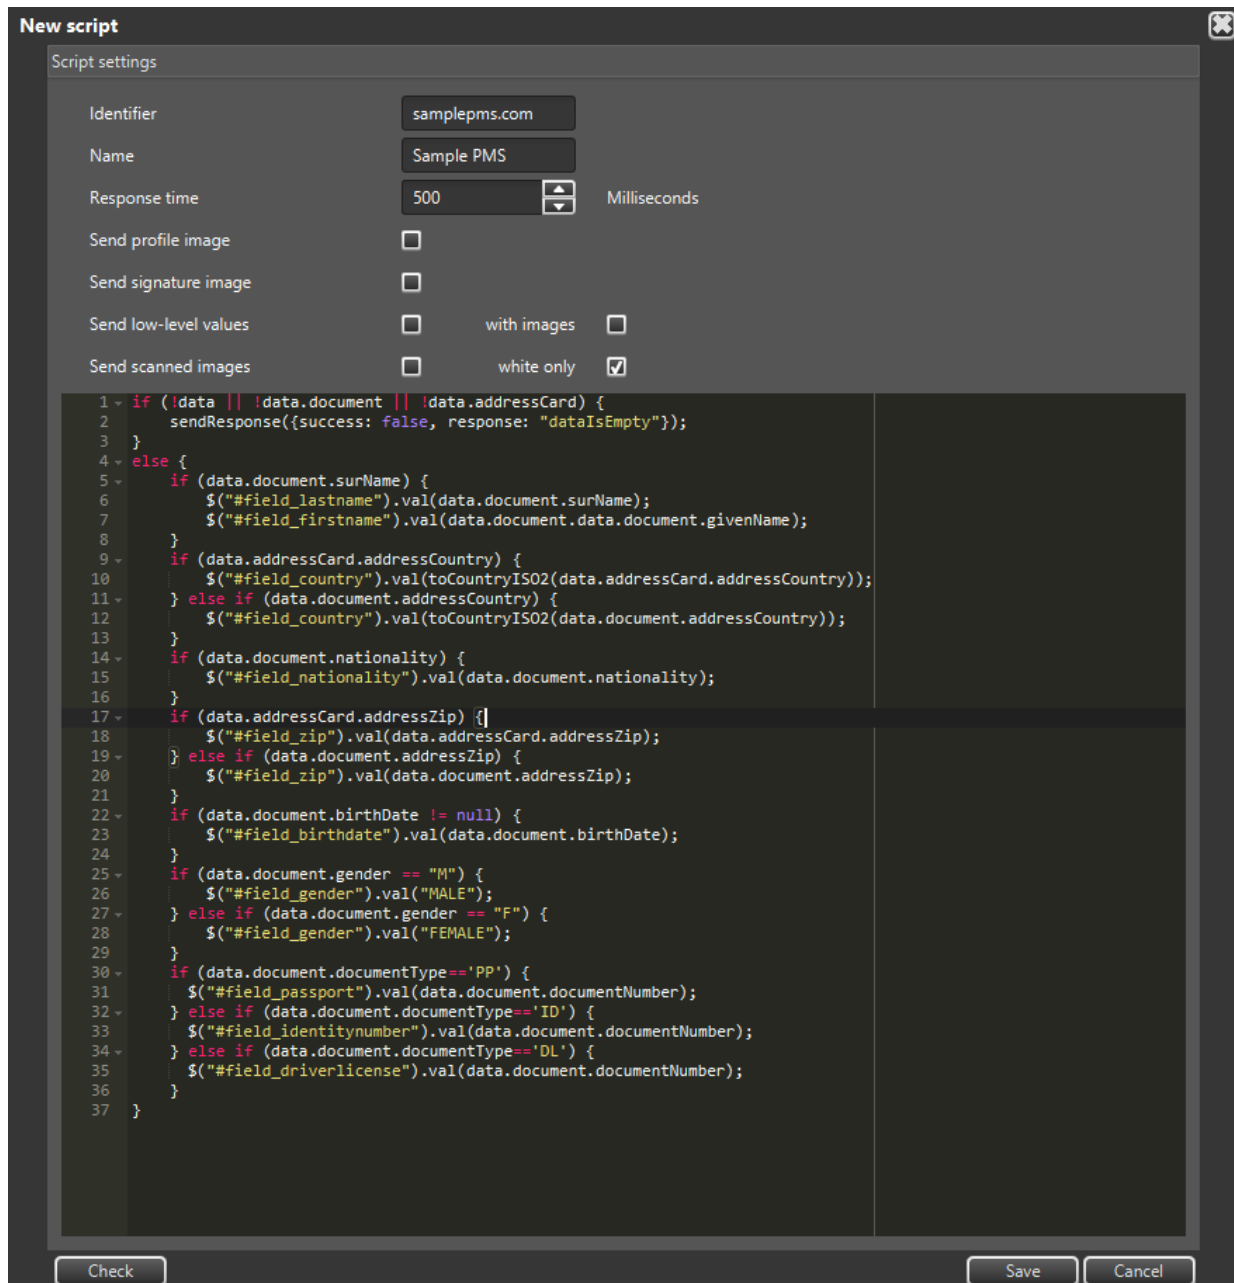 New script
Script settings
Identifier samplepms.com
Name Sample PMS
Response time 500 Milliseconds
Send profile image
Send signature image
Send low-level values with images
Send scanned images white only
1 if (!data || !data.document || !data.addressCard) {
2     sendResponse({success: false, response: "dataIsEmpty"});
3 }
4 else {
5     if (data.document.surName) {
6         $("#field_lastname").val(data.document.surName);
7         $("#field_firstname").val(data.document.data.document.givenName);
8     }
9     if (data.addressCard.addressCountry) {
10         $("#field_country").val(toCountryISO2(data.addressCard.addressCountry));
11     } else if (data.document.addressCountry) {
12         $("#field_country").val(toCountryISO2(data.document.addressCountry));
13     }
14     if (data.document.nationality) {
15         $("#field_nationality").val(data.document.nationality);
16     }
17     if (data.addressCard.addressZip) {
18         $("#field_zip").val(data.addressCard.addressZip);
19     } else if (data.document.addressZip) {
20         $("#field_zip").val(data.document.addressZip);
21     }
22     if (data.document.birthDate != null) {
23         $("#field_birthdate").val(data.document.birthDate);
24     }
25     if (data.document.gender == "M") {
26         $("#field_gender").val("MALE");
27     } else if (data.document.gender == "F") {
28         $("#field_gender").val("FEMALE");
29     }
30     if (data.document.documentType=='PP') {
31       $("#field_passport").val(data.document.documentNumber);
32     } else if (data.document.documentType=='ID') {
33       $("#field_identitynumber").val(data.document.documentNumber);
34     } else if (data.document.documentType=='DL') {
35       $("#field_driverlicense").val(data.document.documentNumber);
36     }
37 }
Check Save Cancel